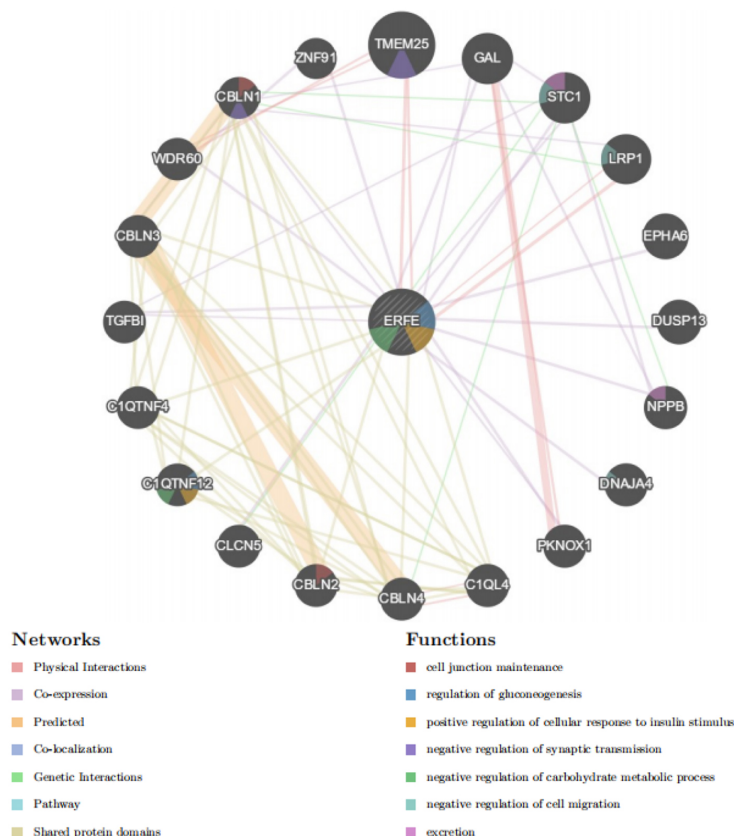 TMEM25
ZNF91
GAL
CBLN1
STC1
WDR60
LRP1
CBLN3
EPHA6
TGFBI
ERFE
DUSP13
C1QTNF4
NPPB
C1QTNF12
DNAJA4
CLCN5
PKNOX1
CBLN2
CBLN4
C1QL4
Networks
Physical Interactions
Co-expression
Predicted
Co-localization
Genetic Interactions
Pathway
Shared protein domains
Functions
cell junction maintenance
regulation of gluconeogenesis
positive regulation of cellular response to insulin stimulus
negative regulation of synaptic transmission
negative regulation of carbohydrate metabolic process
negative regulation of cell migration
excretion